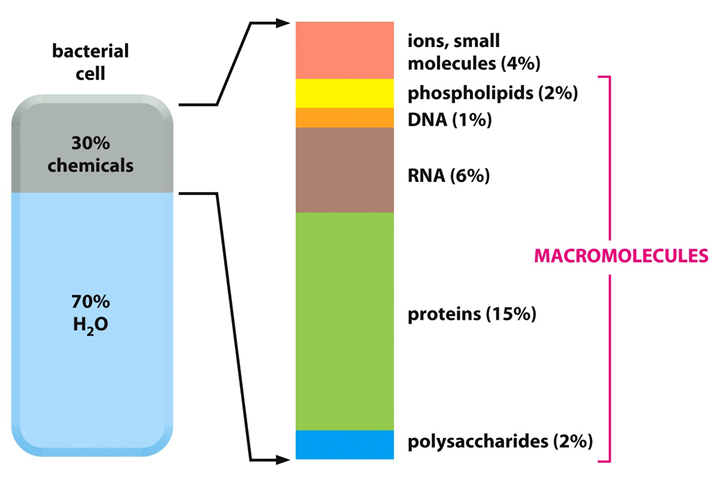 bacterial
cell
30%
chemicals
70%
H₂O
ions, small
molecules (4%)
phospholipids (2%)
DNA (1%)
RNA (6%)
MACROMOLECULES
proteins (15%)
polysaccharides (2%)